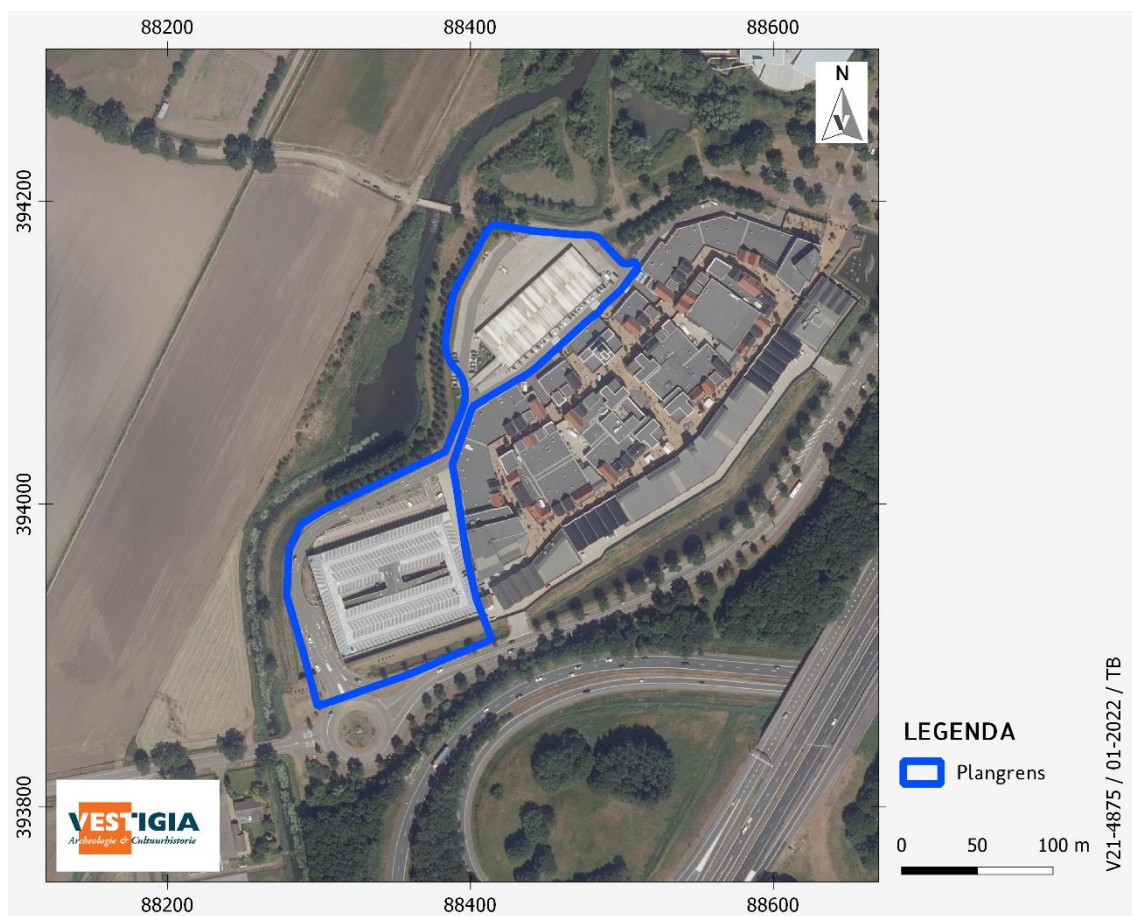 88200 88400 88600
N
V
394200
394000
393800
LEGENDA
Plangrens
0 50 100 m
V21-4875 / 01-2022 / TB
VESTIGIA
Archeologie & Cultuurhistorie
88200 88400 88600